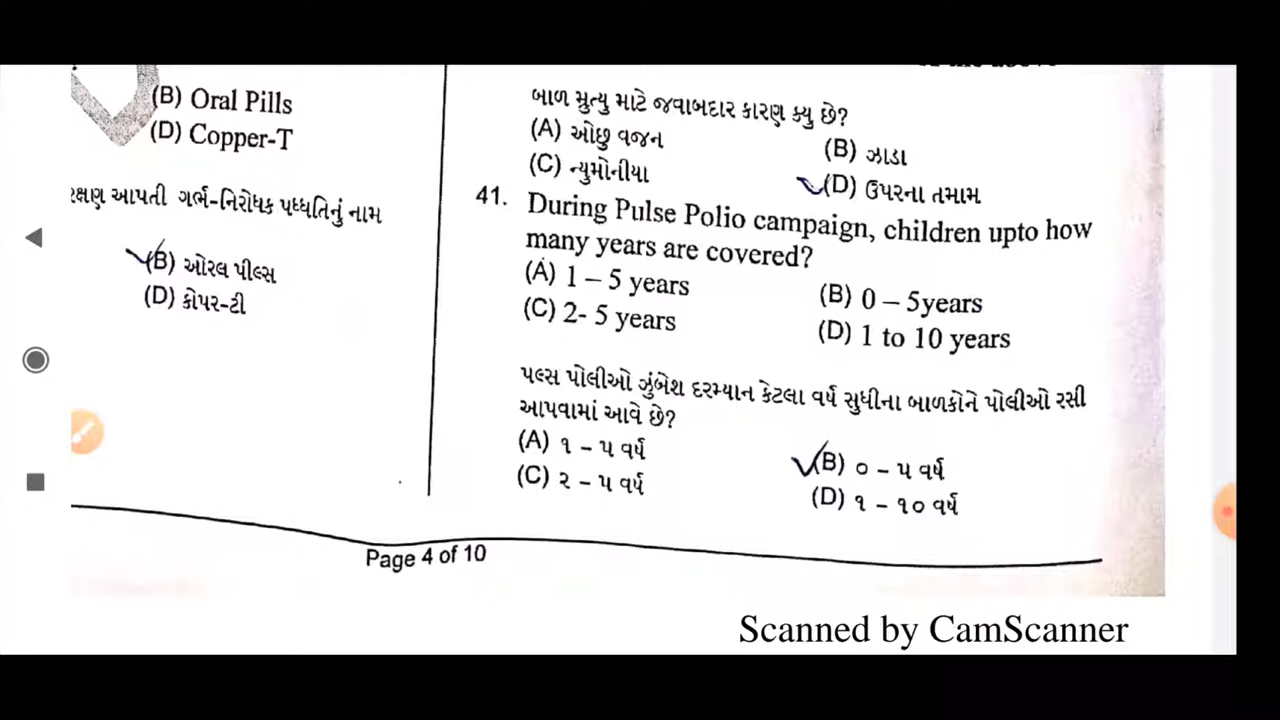 (B) Oral Pills
(D) Copper-T
રક્ષણ આપતી ગર્ભ-નિરોધક પધ્ધતિનું નામ
(B) ઓરલ પીલ્સ
(D) કોપર-ટી
બાળ મ્રુત્યુ માટે જવાબદાર કારણ ક્યુ છે?
(A) ઓછુ વજન
(B) ઝાડા
(C) ન્યુમોનીયા
(D) ઉપરના તમામ
41. During Pulse Polio campaign, children upto how
many years are covered?
(A) 1 – 5 years
(B) 0 – 5years
(C) 2- 5 years
(D) 1 to 10 years
પલ્સ પોલીઓ ઝુંબેશ દરમ્યાન કેટલા વર્ષ સુધીના બાળકોને પોલીઓ રસી
આપવામાં આવે છે?
(A) ૧ – ૫ વર્ષ
(B) ૦ – ૫ વર્ષ
(C) ૨ – ૫ વર્ષ
(D) ૧ – ૧૦ વર્ષ
Page 4 of 10
Scanned by CamScanner